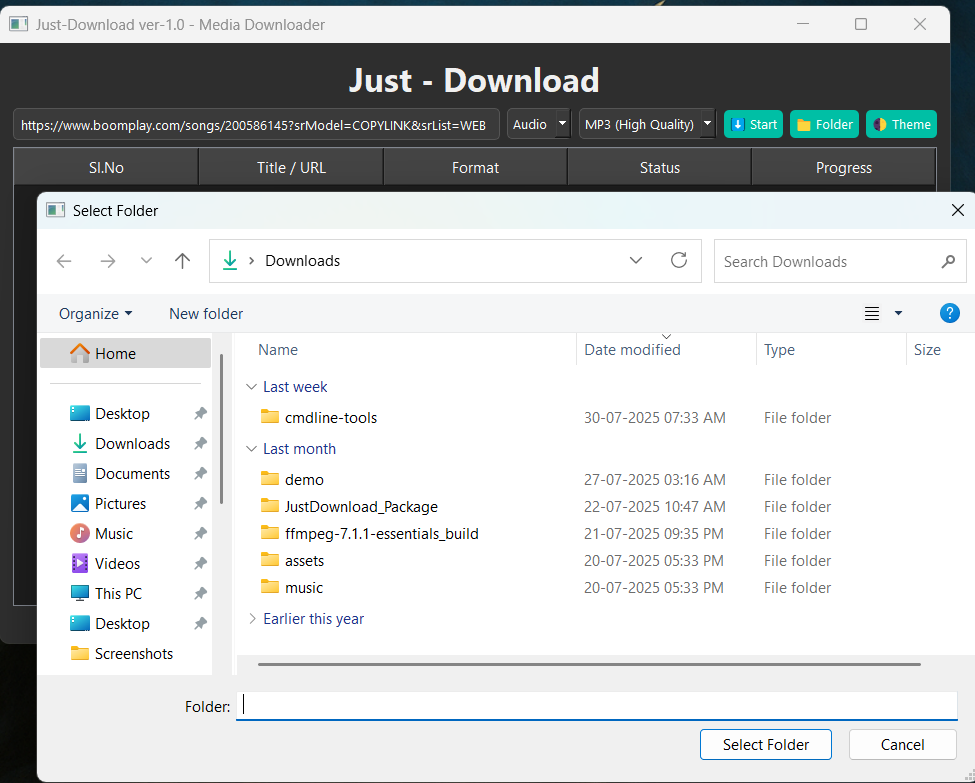 Just-Download ver-1.0 - Media Downloader
Just - Download
https://www.boomplay.com/songs/200586145?srModel=COPYLINK&srList=WEB Audio MP3 (High Quality) Start Folder Theme
Sl.No Title / URL Format Status Progress
Select Folder
Downloads Search Downloads
Organize New folder ?
Home
Desktop
Downloads
Documents
Pictures
Music
Videos
This PC
Desktop
Screenshots
Name Date modified Type Size
Last week
cmdline-tools 30-07-2025 07:33 AM File folder
Last month
demo 27-07-2025 03:16 AM File folder
JustDownload_Package 22-07-2025 10:47 AM File folder
ffmpeg-7.1.1-essentials_build 21-07-2025 09:35 PM File folder
assets 20-07-2025 05:33 PM File folder
music 20-07-2025 05:33 PM File folder
Earlier this year
Folder:
Select Folder Cancel